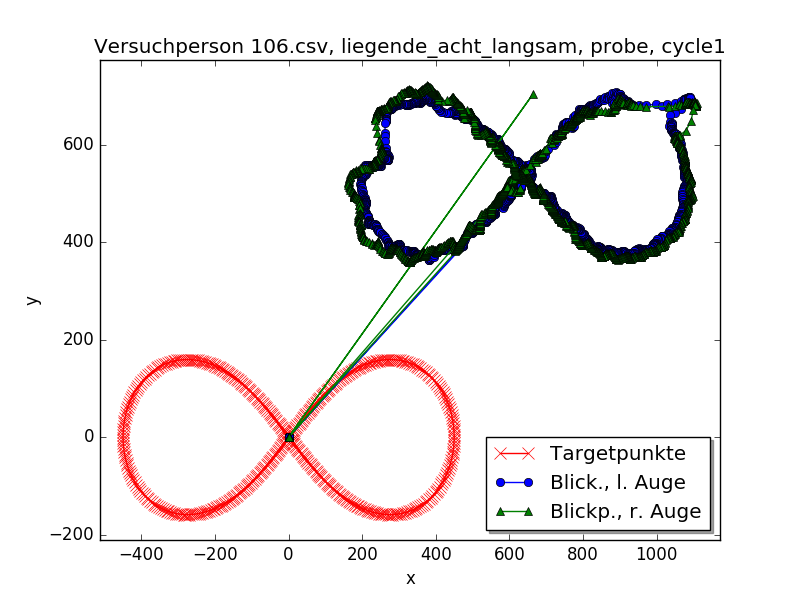 Versuchperson 106.csv, liegende_acht_langsam, probe, cycle1
y
600
400
200
0
−200
−400
−200
0
200
400
600
800
1000
x
Targetpunkte
Blick., l. Auge
Blickp., r. Auge